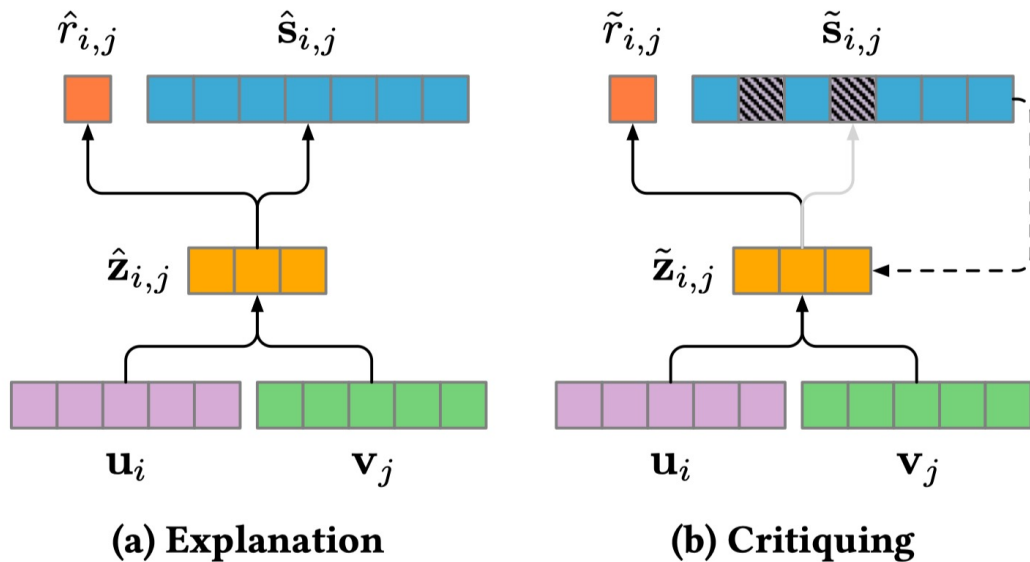 r̂i,j ŝi,j r̃i,j s̃i,j
ẑi,j z̃i,j
ui vj ui vj
(a) Explanation (b) Critiquing